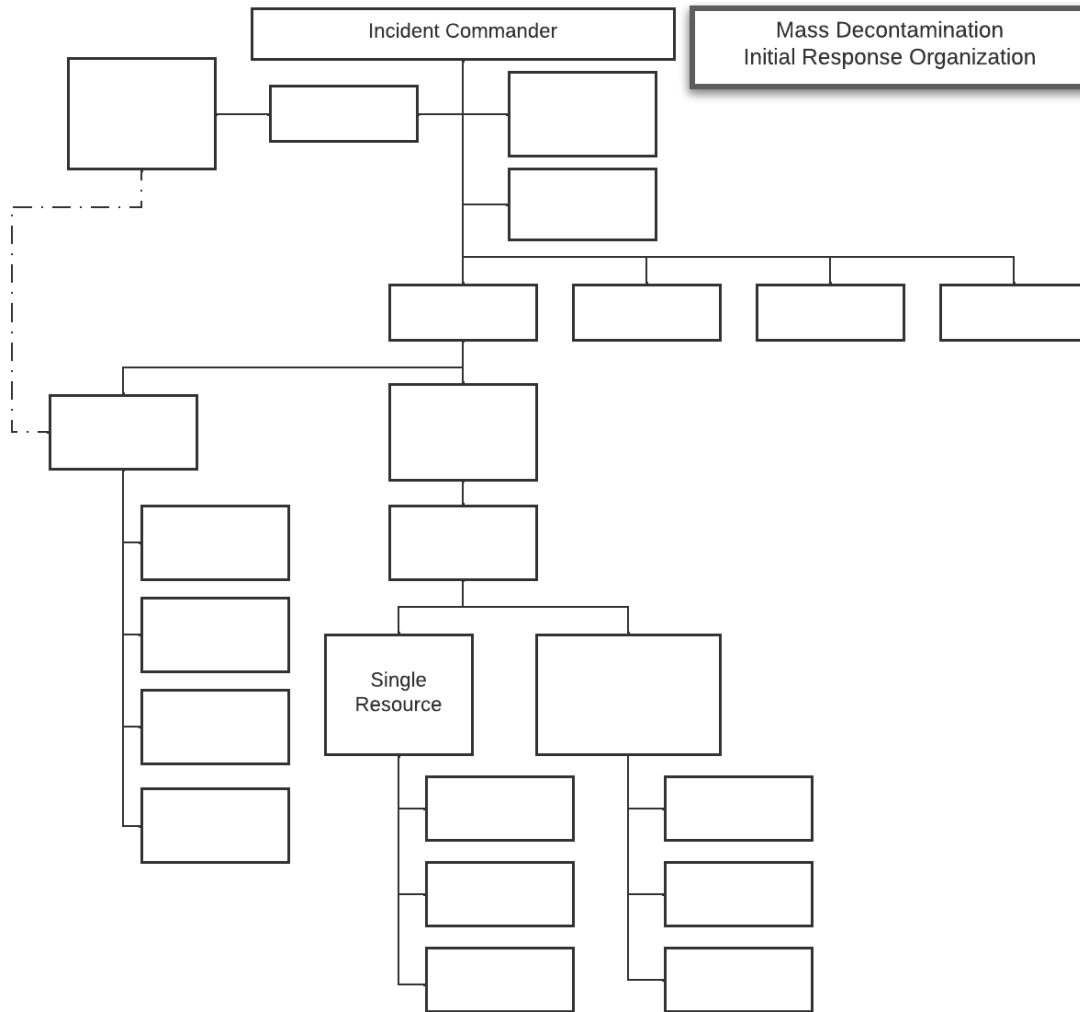 Incident Commander
Mass Decontamination
Initial Response Organization
Single
Resource